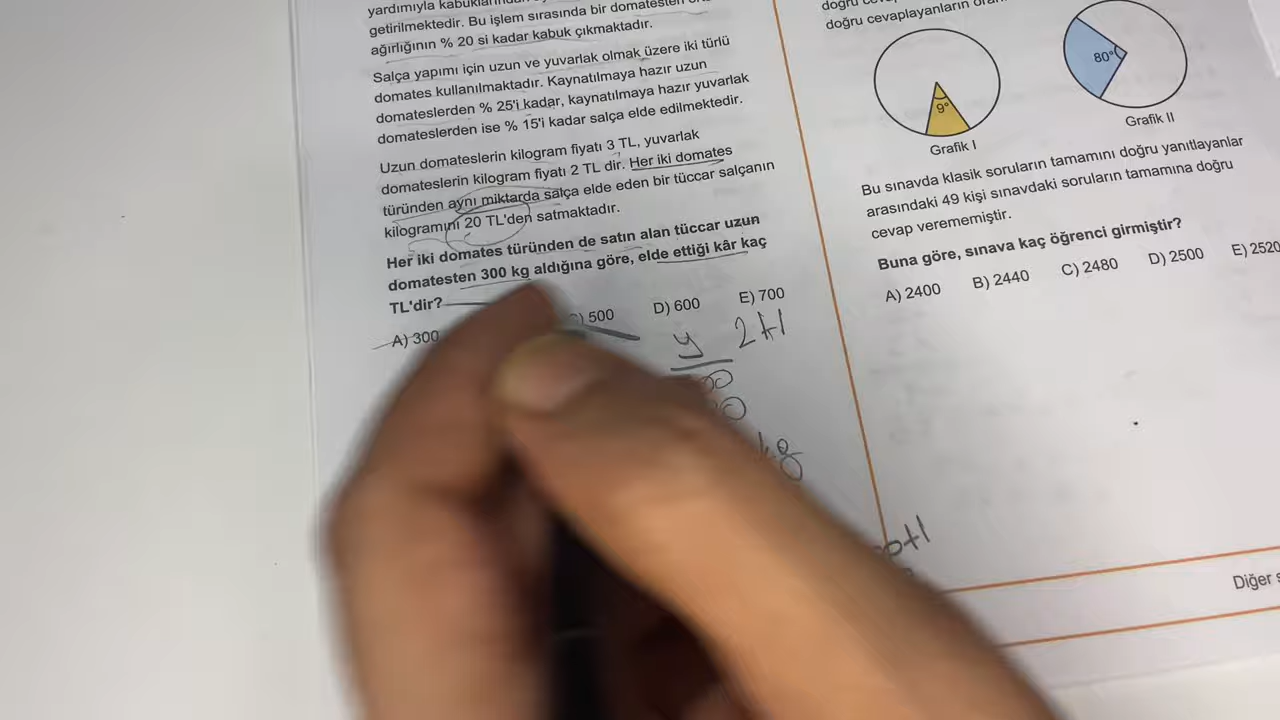 yardımıyla kabuklarından
getirilmektedir. Bu işlem sırasında bir domatesten
ağırlığının % 20 si kadar kabuk çıkmaktadır.
Salça yapımı için uzun ve yuvarlak olmak üzere iki türlü
domates kullanılmaktadır. Kaynatılmaya hazır uzun
domateslerden % 25'i kadar, kaynatılmaya hazır yuvarlak
domateslerden ise % 15'i kadar salça elde edilmektedir.
Uzun domateslerin kilogram fiyatı 3 TL, yuvarlak
domateslerin kilogram fiyatı 2 TL dir. Her iki domates
türünden aynı miktarda salça elde eden bir tüccar salçanın
kilogramını 20 TL'den satmaktadır.
Her iki domates türünden de satın alan tüccar uzun
domatesten 300 kg aldığına göre, elde ettiği kâr kaç
TL'dir?
A) 300
C) 500
D) 600
E) 700
y 2tl
kg
doğru
doğru cevaplayanların
9°
Grafik I
80°
Grafik II
Bu sınavda klasik soruların tamamını doğru yanıtlayanlar
arasındaki 49 kişi sınavdaki soruların tamamına doğru
cevap verememiştir.
Buna göre, sınava kaç öğrenci girmiştir?
A) 2400
B) 2440
C) 2480
D) 2500
E) 2520
Diğer